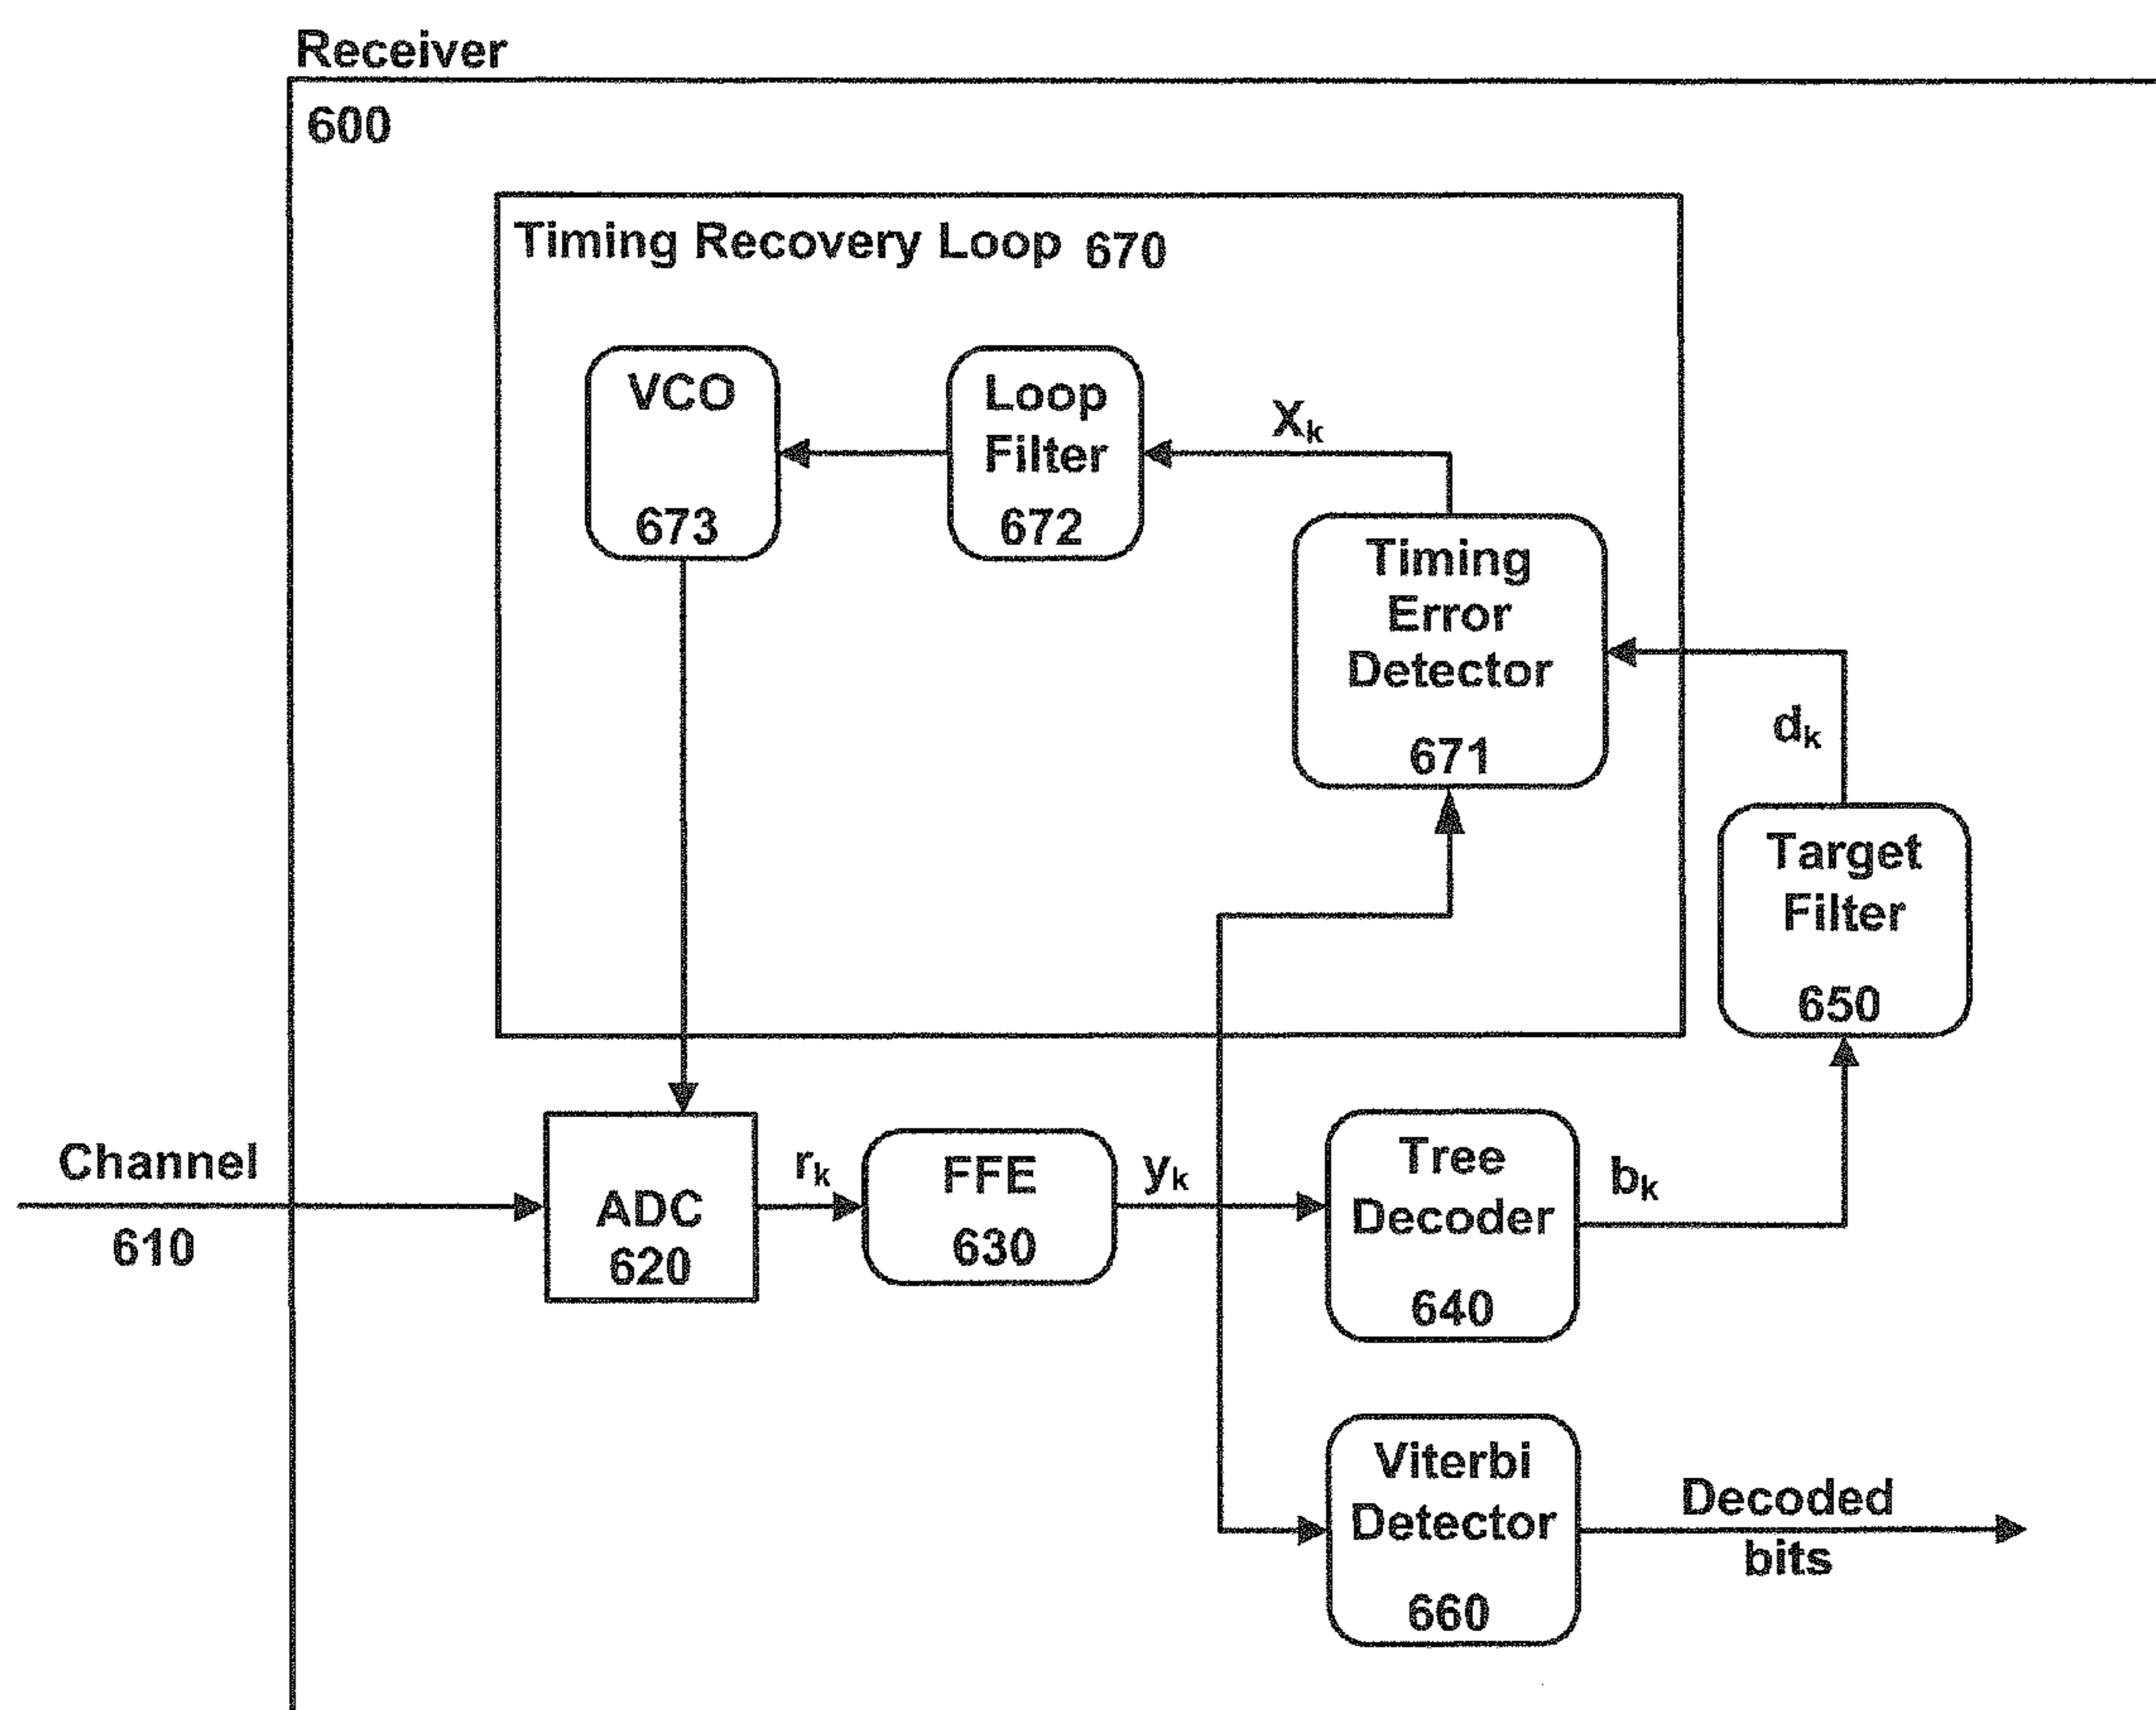 Receiver
600
Timing Recovery Loop 670
VCO
673
Loop
Filter
672
Xk
Timing
Error
Detector
671
dk
Target
Filter
650
Channel
610
ADC
620
rk
FFE
630
yk
Tree
Decoder
640
bk
Viterbi
Detector
660
Decoded
bits